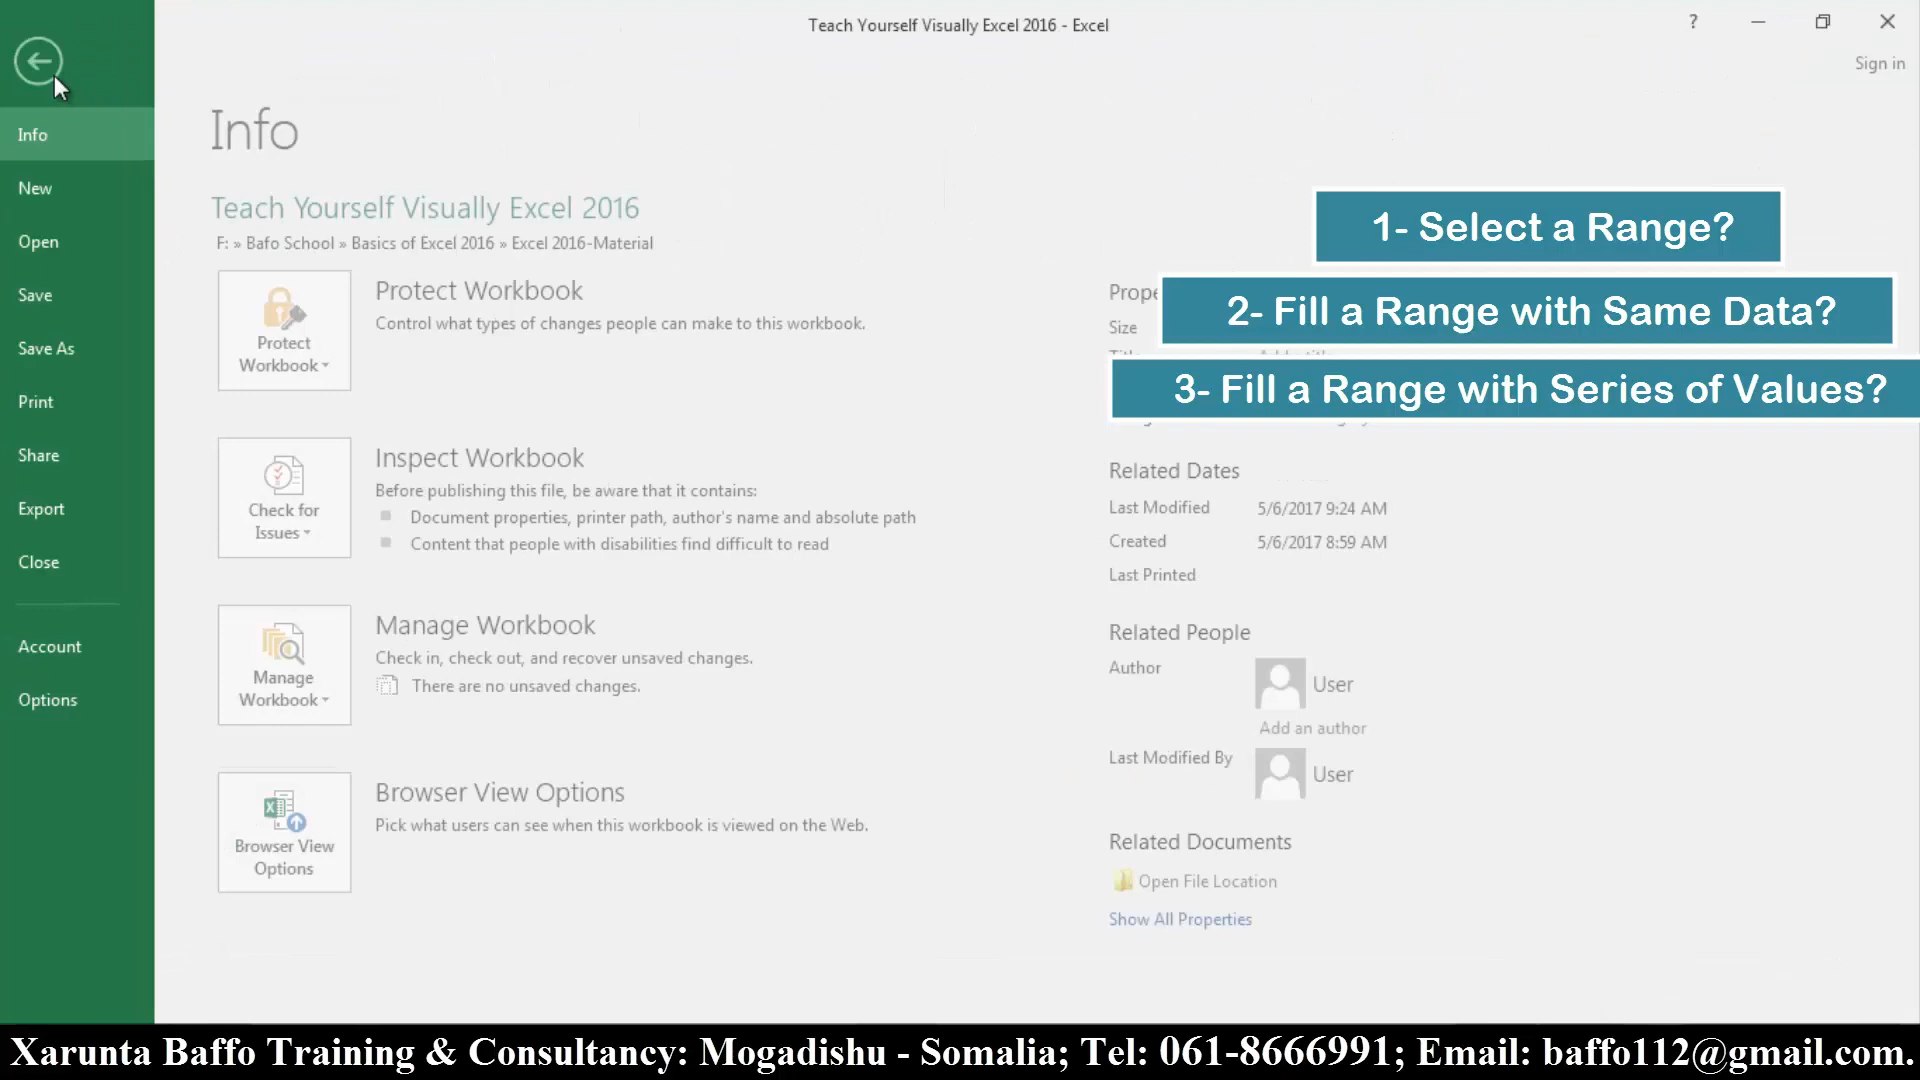 Teach Yourself Visually Excel 2016 - Excel
?
Sign in
Info
New
Open
Save
Save As
Print
Share
Export
Close
Account
Options
Info
Teach Yourself Visually Excel 2016
F: » Bafo School » Basics of Excel 2016 » Excel 2016-Material
Protect Workbook
Protect Workbook
Control what types of changes people can make to this workbook.
Check for Issues
Inspect Workbook
Before publishing this file, be aware that it contains:
Document properties, printer path, author's name and absolute path
Content that people with disabilities find difficult to read
Manage Workbook
Manage Workbook
Check in, check out, and recover unsaved changes.
There are no unsaved changes.
Browser View Options
Browser View Options
Pick what users can see when this workbook is viewed on the Web.
1- Select a Range?
2- Fill a Range with Same Data?
3- Fill a Range with Series of Values?
Size
Related Dates
Last Modified 5/6/2017 9:24 AM
Created 5/6/2017 8:59 AM
Last Printed
Related People
Author User
Add an author
Last Modified By User
Related Documents
Open File Location
Show All Properties
Xarunta Baffo Training & Consultancy: Mogadishu - Somalia; Tel: 061-8666991; Email: baffo112@gmail.com.